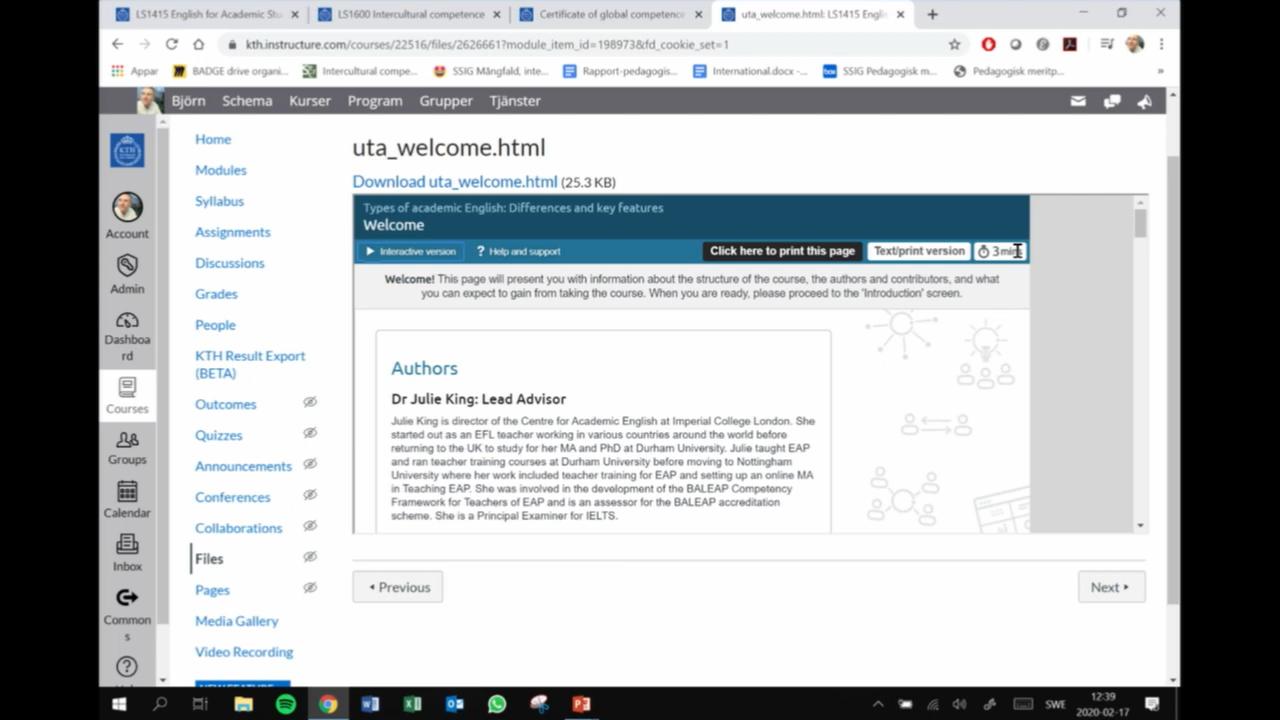 LS1415 English for Academic Stu
LS1600 Intercultural competence
Certificate of global competence
uta_welcome.html: LS1415 Engli
kth.instructure.com/courses/22516/files/2626661?module_item_id=198973&fd_cookie_set=1
Appar
BADGE drive organi...
Intercultural compe...
SSIG Mångfald, inte...
Rapport-pedagogis...
International.docx -...
box
SSIG Pedagogisk m...
Pedagogisk meritp...
»
Björn
Schema
Kurser
Program
Grupper
Tjänster
KTH
Account
Admin
Dashboa
rd
Courses
Groups
Calendar
Inbox
Common
s
Home
Modules
Syllabus
Assignments
Discussions
Grades
People
KTH Result Export
(BETA)
Outcomes
Quizzes
Announcements
Conferences
Collaborations
Files
Pages
Media Gallery
Video Recording
uta_welcome.html
Download uta_welcome.html (25.3 KB)
Types of academic English: Differences and key features
Welcome
Interactive version
? Help and support
Click here to print this page
Text/print version
3 mins
Welcome! This page will present you with information about the structure of the course, the authors and contributors, and what
you can expect to gain from taking the course. When you are ready, please proceed to the 'Introduction' screen.
Authors
Dr Julie King: Lead Advisor
Julie King is director of the Centre for Academic English at Imperial College London. She
started out as an EFL teacher working in various countries around the world before
returning to the UK to study for her MA and PhD at Durham University. Julie taught EAP
and ran teacher training courses at Durham University before moving to Nottingham
University where her work included teacher training for EAP and setting up an online MA
in Teaching EAP. She was involved in the development of the BALEAP Competency
Framework for Teachers of EAP and is an assessor for the BALEAP accreditation
scheme. She is a Principal Examiner for IELTS.
Previous
Next
SWE
12:39
2020-02-17